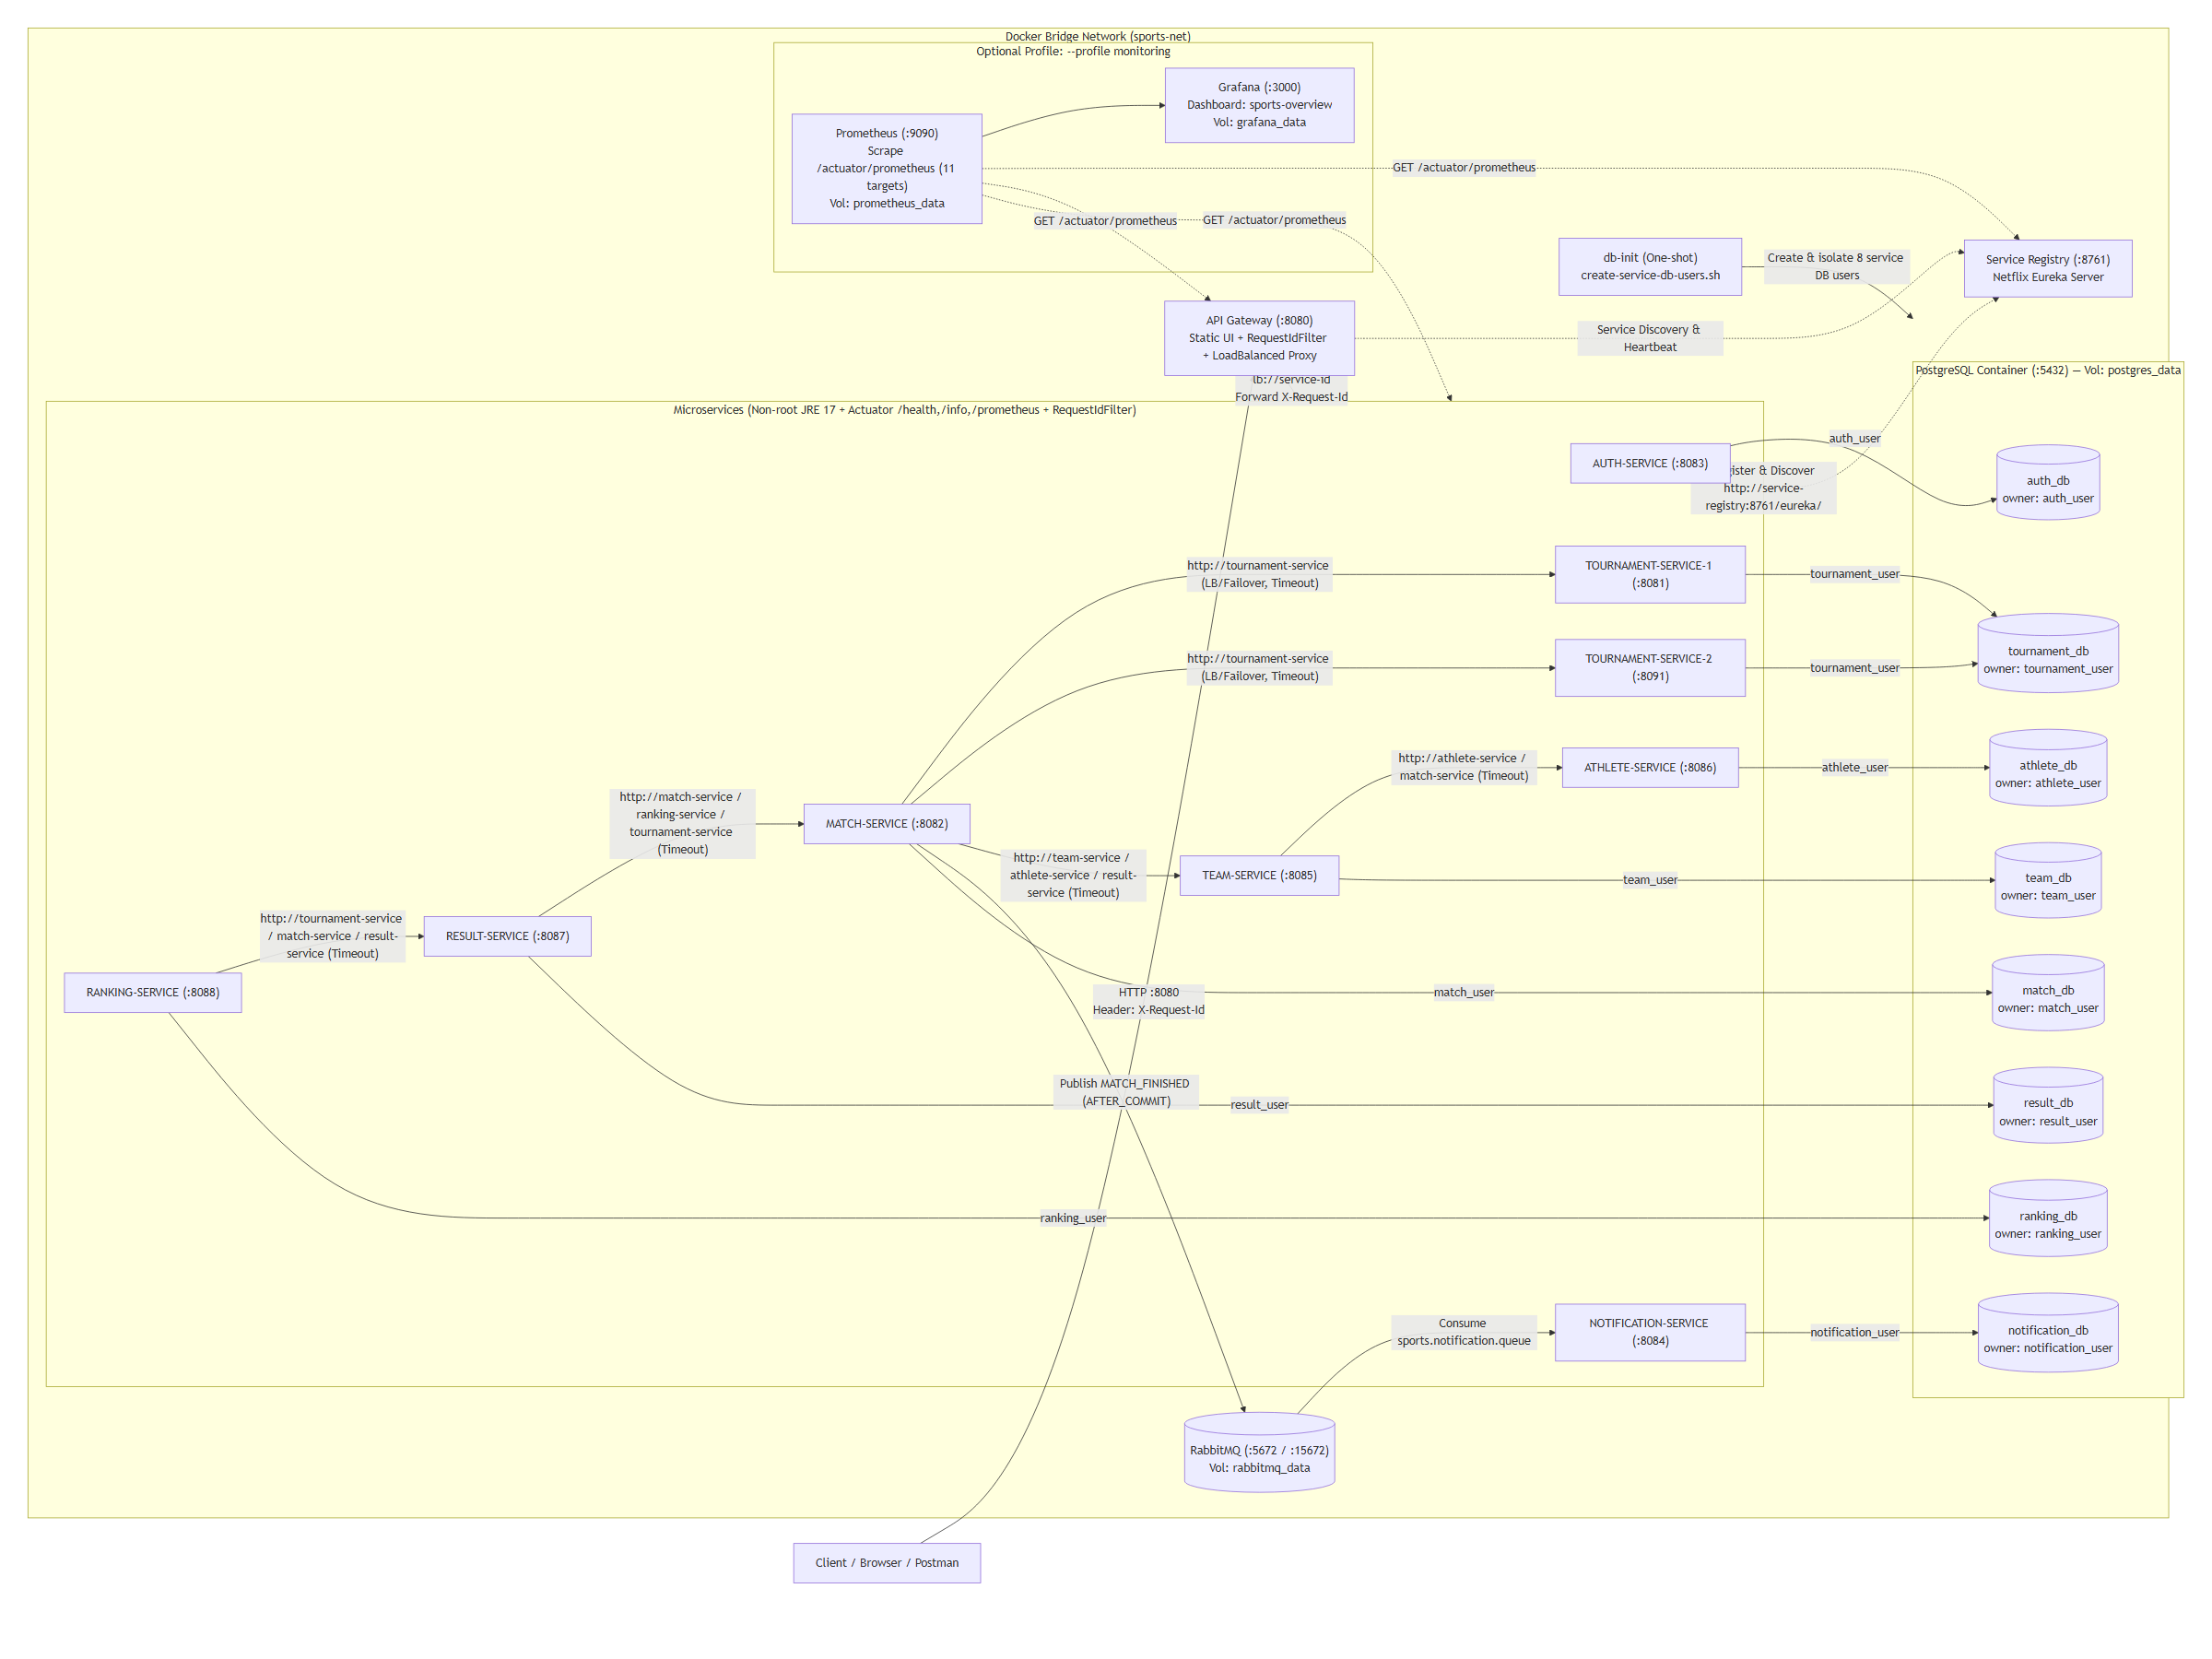 Docker Bridge Network (sports-net)
Optional Profile: --profile monitoring
Grafana (:3000)
Dashboard: sports-overview
Vol: grafana_data
Prometheus (:9090)
Scrape
/actuator/prometheus (11
targets)
Vol: prometheus_data
GET /actuator/prometheus
GET /actuator/prometheus
GET /actuator/prometheus
db-init (One-shot)
create-service-db-users.sh
Create & isolate 8 service
DB users
Service Registry (:8761)
Netflix Eureka Server
API Gateway (:8080)
Static UI + RequestIdFilter
+ LoadBalanced Proxy
Service Discovery &
Heartbeat
lb://service-id
Forward X-Request-Id
PostgreSQL Container (:5432) — Vol: postgres_data
Microservices (Non-root JRE 17 + Actuator /health,/info,/prometheus + RequestIdFilter)
AUTH-SERVICE (:8083)
auth_user
& Discover
http://service-
registry:8761/eureka/
auth_db
owner: auth_user
http://tournament-service
(LB/Failover, Timeout)
TOURNAMENT-SERVICE-1
(:8081)
tournament_user
http://tournament-service
(LB/Failover, Timeout)
TOURNAMENT-SERVICE-2
(:8091)
tournament_user
tournament_db
owner: tournament_user
http://athlete-service /
match-service (Timeout)
ATHLETE-SERVICE (:8086)
athlete_user
athlete_db
owner: athlete_user
http://match-service /
ranking-service /
tournament-service
(Timeout)
MATCH-SERVICE (:8082)
http://team-service /
athlete-service / result-
service (Timeout)
TEAM-SERVICE (:8085)
team_user
team_db
owner: team_user
http://tournament-service
/ match-service / result-
service (Timeout)
RESULT-SERVICE (:8087)
RANKING-SERVICE (:8088)
HTTP :8080
Header: X-Request-Id
match_user
match_db
owner: match_user
Publish MATCH_FINISHED
(AFTER_COMMIT)
result_user
result_db
owner: result_user
ranking_user
ranking_db
owner: ranking_user
Consume
sports.notification.queue
NOTIFICATION-SERVICE
(:8084)
notification_user
notification_db
owner: notification_user
RabbitMQ (:5672 / :15672)
Vol: rabbitmq_data
Client / Browser / Postman